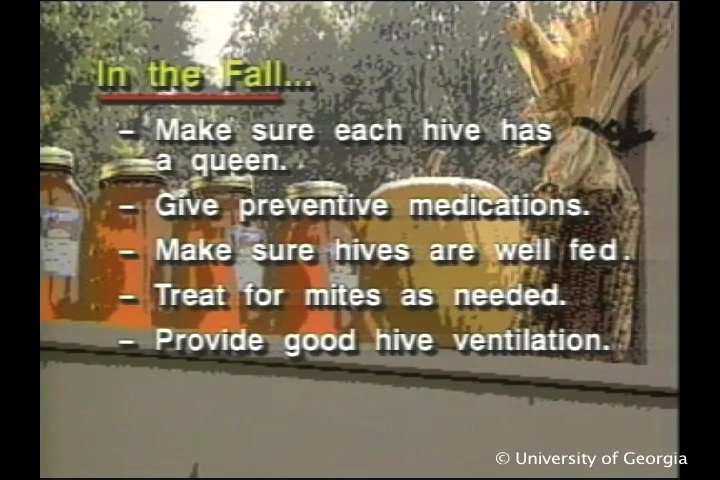 In the Fall...
– Make sure each hive has
a queen.
– Give preventive medications.
– Make sure hives are well fed.
– Treat for mites as needed.
– Provide good hive ventilation.
© University of Georgia